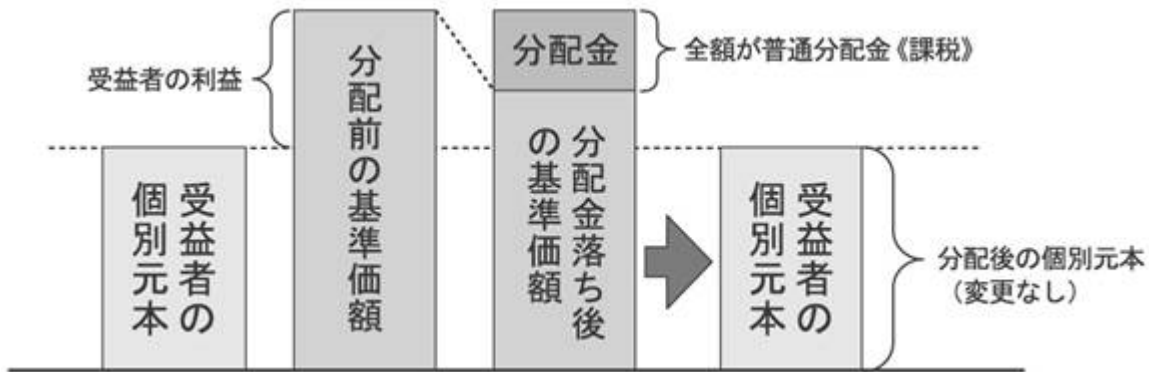 受益者の利益
受益者の
個別元本
分配前の基準価額
分配金
全額が普通分配金《課税》
分配金落ち後
の基準価額
受益者の
個別元本
分配後の個別元本
（変更なし）